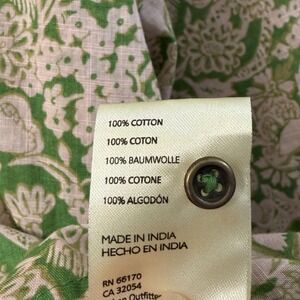 100% COTTON
100% COTON
100% BAUMWOLLE
100% COTONE
100% ALGODÓN
MADE IN INDIA
HECHO EN INDIA
RN 66170
CA 32054
Outfitters